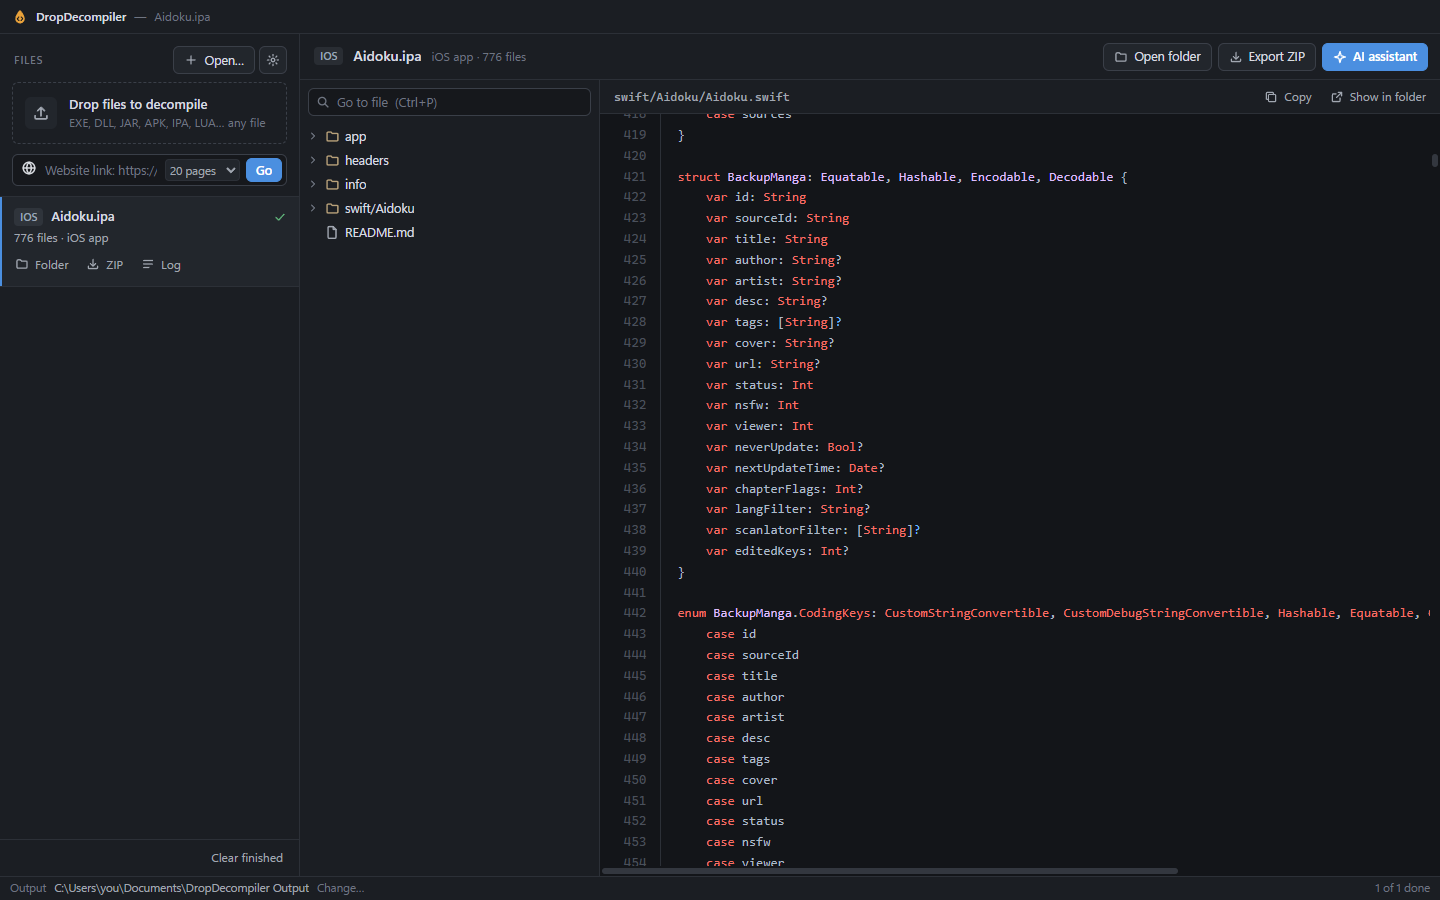 DropDecompiler — Aidoku.ipa
FILES
Open...
Drop files to decompile
EXE, DLL, JAR, APK, IPA, LUA... any file
Website link: https:/
20 pages
Go
IOS Aidoku.ipa
776 files · iOS app
Folder ZIP Log
Clear finished
IOS Aidoku.ipa iOS app · 776 files
Open folder
Export ZIP
AI assistant
Go to file (Ctrl+P)
app
headers
info
swift/Aidoku
README.md
swift/Aidoku/Aidoku.swift
Copy
Show in folder
418 case sources
419 }
420
421 struct BackupManga: Equatable, Hashable, Encodable, Decodable {
422 var id: String
423 var sourceId: String
424 var title: String
425 var author: String?
426 var artist: String?
427 var desc: String?
428 var tags: [String]?
429 var cover: String?
430 var url: String?
431 var status: Int
432 var nsfw: Int
433 var viewer: Int
434 var neverUpdate: Bool?
435 var nextUpdateTime: Date?
436 var chapterFlags: Int?
437 var langFilter: String?
438 var scanlatorFilter: [String]?
439 var editedKeys: Int?
440 }
441
442 enum BackupManga.CodingKeys: CustomStringConvertible, CustomDebugStringConvertible, Hashable, Equatable,
443 case id
444 case sourceId
445 case title
446 case author
447 case artist
448 case desc
449 case tags
450 case cover
451 case url
452 case status
453 case nsfw
454 case viewer
Output C:\Users\you\Documents\DropDecompiler Output Change...
1 of 1 done